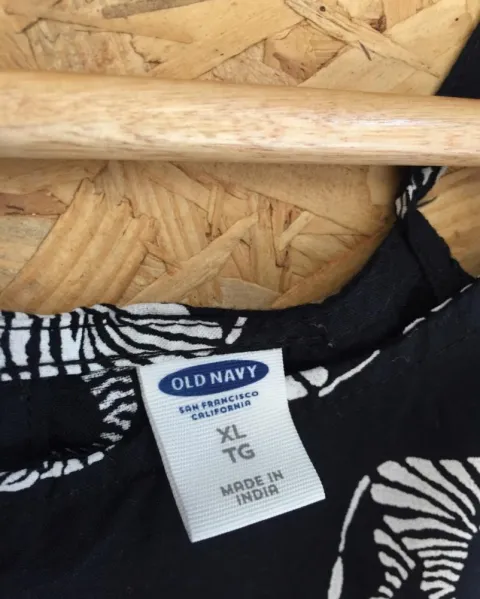 OLD NAVY
SAN FRANCISCO
CALIFORNIA
XL
TG
MADE IN
INDIA